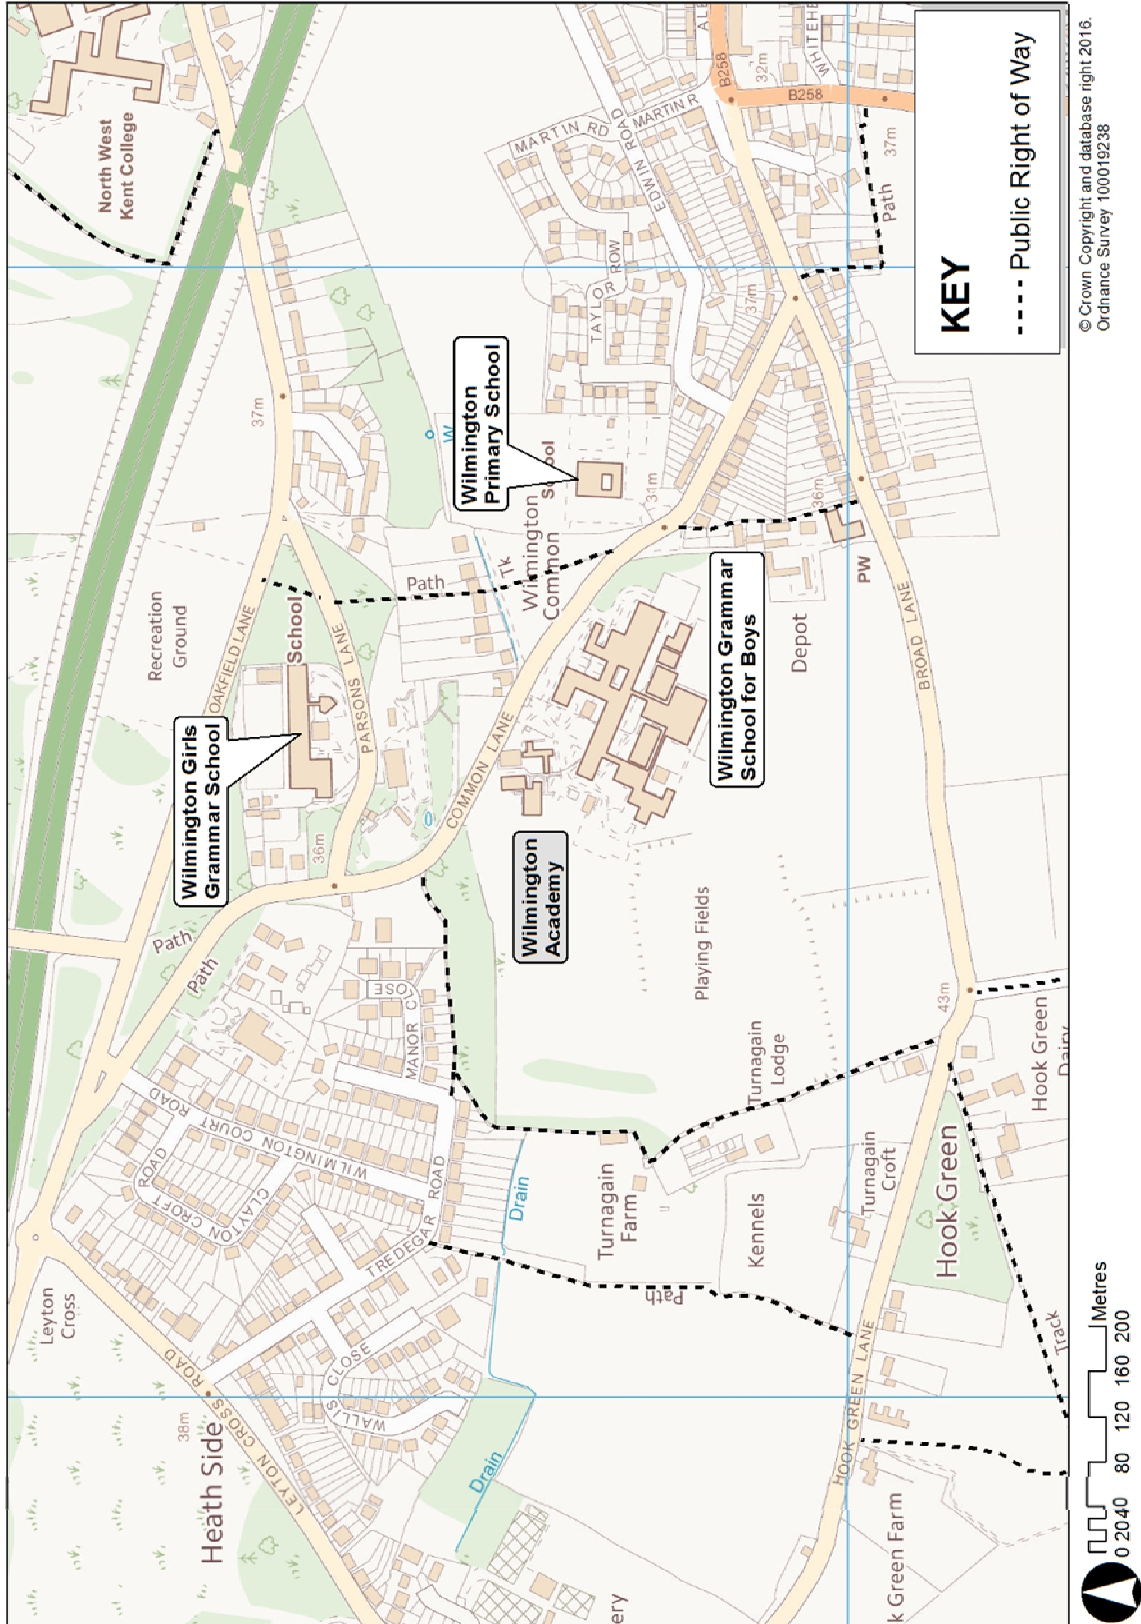 North West
Kent College
37m
Recreation
Ground
OAKFIELD LANE
School
PARSONS LANE
Path
Wilmington Girls
Grammar School
36m
Path
Path
Leyton
Cross
ROAD
ROAD
WILMINGTON COURT
CLAYTON CROFT
MANOR CLOSE
TREDEGAR ROAD
WALLIS CLOSE
38m
LEYTON CROSS ROAD
Heath Side
Drain
Drain
W
Tk
Wilmington
Common
School
Wilmington
Primary School
31m
COMMON LANE
Wilmington
Academy
Wilmington Grammar
School for Boys
Playing Fields
MARTIN RD
MARTIN R
EDWIN ROAD
TAYLOR ROW
37m
B258
B258
32m
WHITEHE
ALE
37m
Path
36m
PW
Depot
BROAD LANE
43m
Turnagain
Lodge
Turnagain
Farm
Kennels
Path
Turnagain
Croft
HOOK GREEN LANE
Hook Green
Hook Green
Dairy
Track
k Green Farm
ery
KEY
Public Right of Way
© Crown Copyright and database right 2016.
Ordnance Survey 100019238
0 20 40 80 120 160 200
Metres